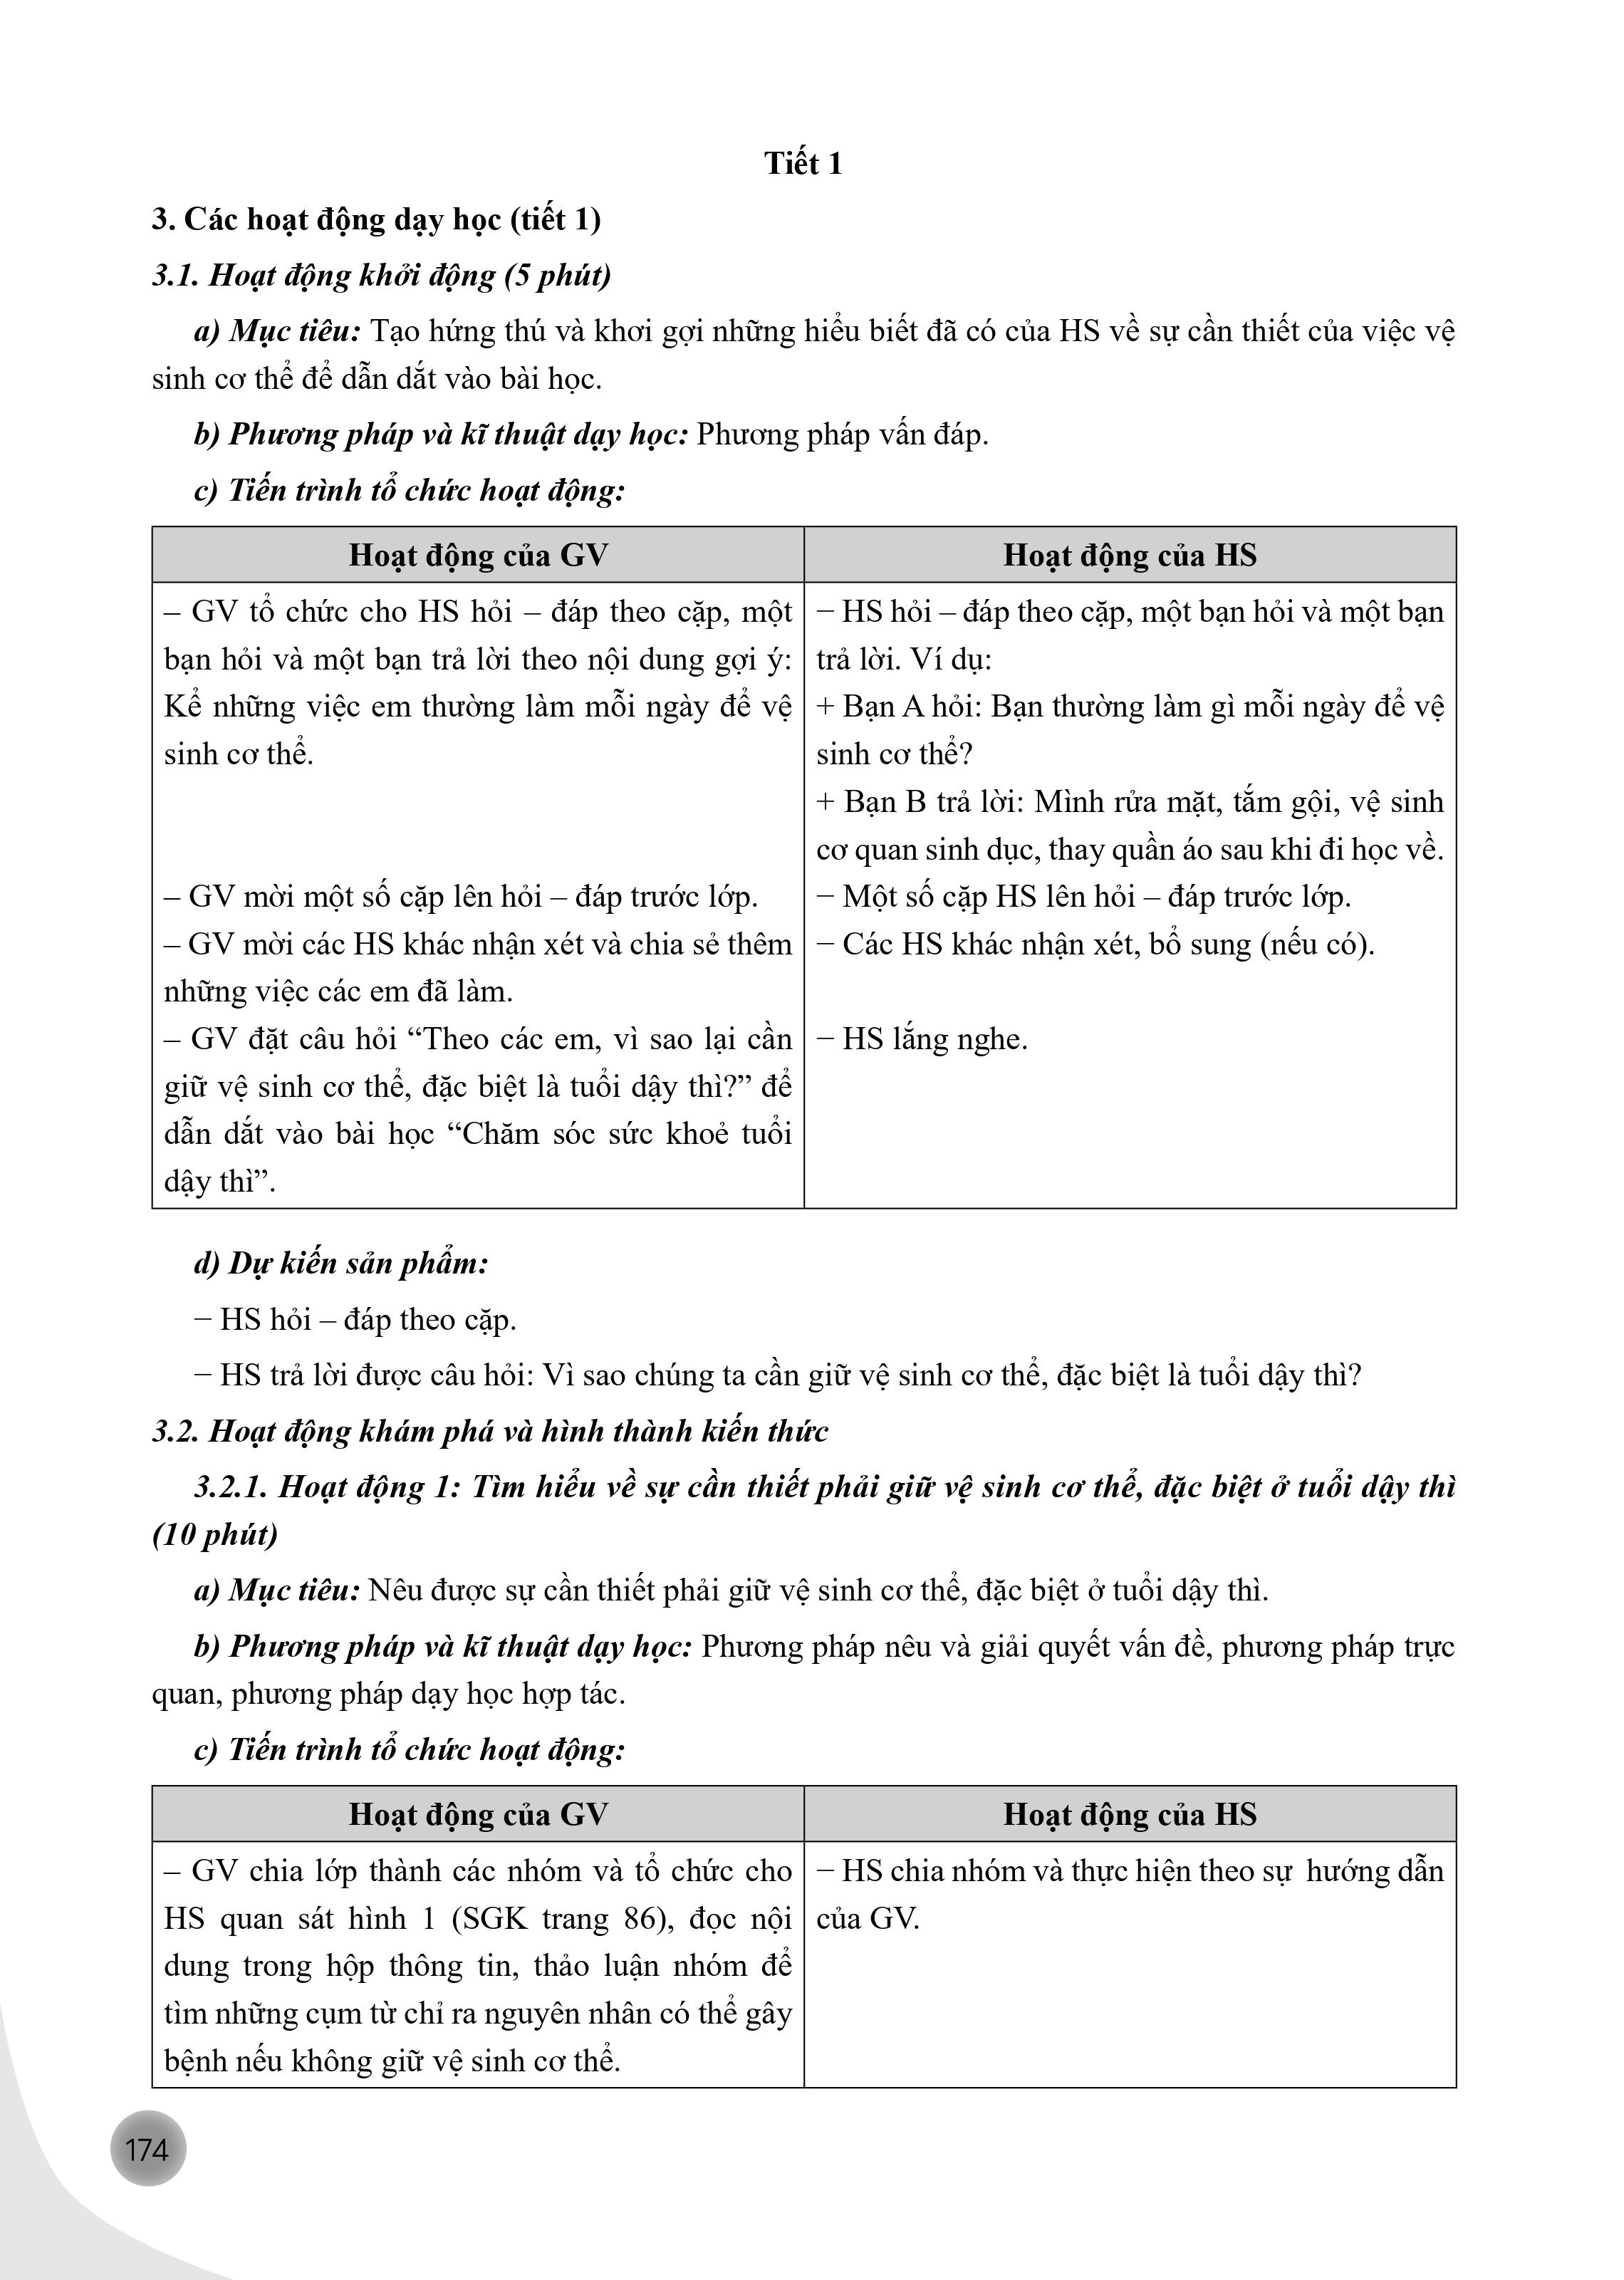 Tiết 1
3. Các hoạt động dạy học (tiết 1)
3.1. Hoạt động khởi động (5 phút)
a) Mục tiêu: Tạo hứng thú và khơi gợi những hiểu biết đã có của HS về sự cần thiết của việc vệ
sinh cơ thể để dẫn dắt vào bài học.
b) Phương pháp và kĩ thuật dạy học: Phương pháp vấn đáp.
c) Tiến trình tổ chức hoạt động:
Hoạt động của GV
– GV tổ chức cho HS hỏi – đáp theo cặp, một
bạn hỏi và một bạn trả lời theo nội dung gợi ý:
Kể những việc em thường làm mỗi ngày để vệ
sinh cơ thể.
– GV mời một số cặp lên hỏi – đáp trước lớp.
– GV mời các HS khác nhận xét và chia sẻ thêm
những việc các em đã làm.
– GV đặt câu hỏi “Theo các em, vì sao lại cần
giữ vệ sinh cơ thể, đặc biệt là tuổi dậy thì?” để
dẫn dắt vào bài học “Chăm sóc sức khoẻ tuổi
dậy thì”.
Hoạt động của HS
− HS hỏi – đáp theo cặp, một bạn hỏi và một bạn
trả lời. Ví dụ:
+ Bạn A hỏi: Bạn thường làm gì mỗi ngày để vệ
sinh cơ thể?
+ Bạn B trả lời: Mình rửa mặt, tắm gội, vệ sinh
cơ quan sinh dục, thay quần áo sau khi đi học về.
− Một số cặp HS lên hỏi – đáp trước lớp.
− Các HS khác nhận xét, bổ sung (nếu có).
− HS lắng nghe.
d) Dự kiến sản phẩm:
− HS hỏi – đáp theo cặp.
− HS trả lời được câu hỏi: Vì sao chúng ta cần giữ vệ sinh cơ thể, đặc biệt là tuổi dậy thì?
3.2. Hoạt động khám phá và hình thành kiến thức
3.2.1. Hoạt động 1: Tìm hiểu về sự cần thiết phải giữ vệ sinh cơ thể, đặc biệt ở tuổi dậy thì
(10 phút)
a) Mục tiêu: Nêu được sự cần thiết phải giữ vệ sinh cơ thể, đặc biệt ở tuổi dậy thì.
b) Phương pháp và kĩ thuật dạy học: Phương pháp nêu và giải quyết vấn đề, phương pháp trực
quan, phương pháp dạy học hợp tác.
c) Tiến trình tổ chức hoạt động:
Hoạt động của GV
– GV chia lớp thành các nhóm và tổ chức cho
HS quan sát hình 1 (SGK trang 86), đọc nội
dung trong hộp thông tin, thảo luận nhóm để
tìm những cụm từ chỉ ra nguyên nhân có thể gây
bệnh nếu không giữ vệ sinh cơ thể.
Hoạt động của HS
− HS chia nhóm và thực hiện theo sự hướng dẫn
của GV.
174